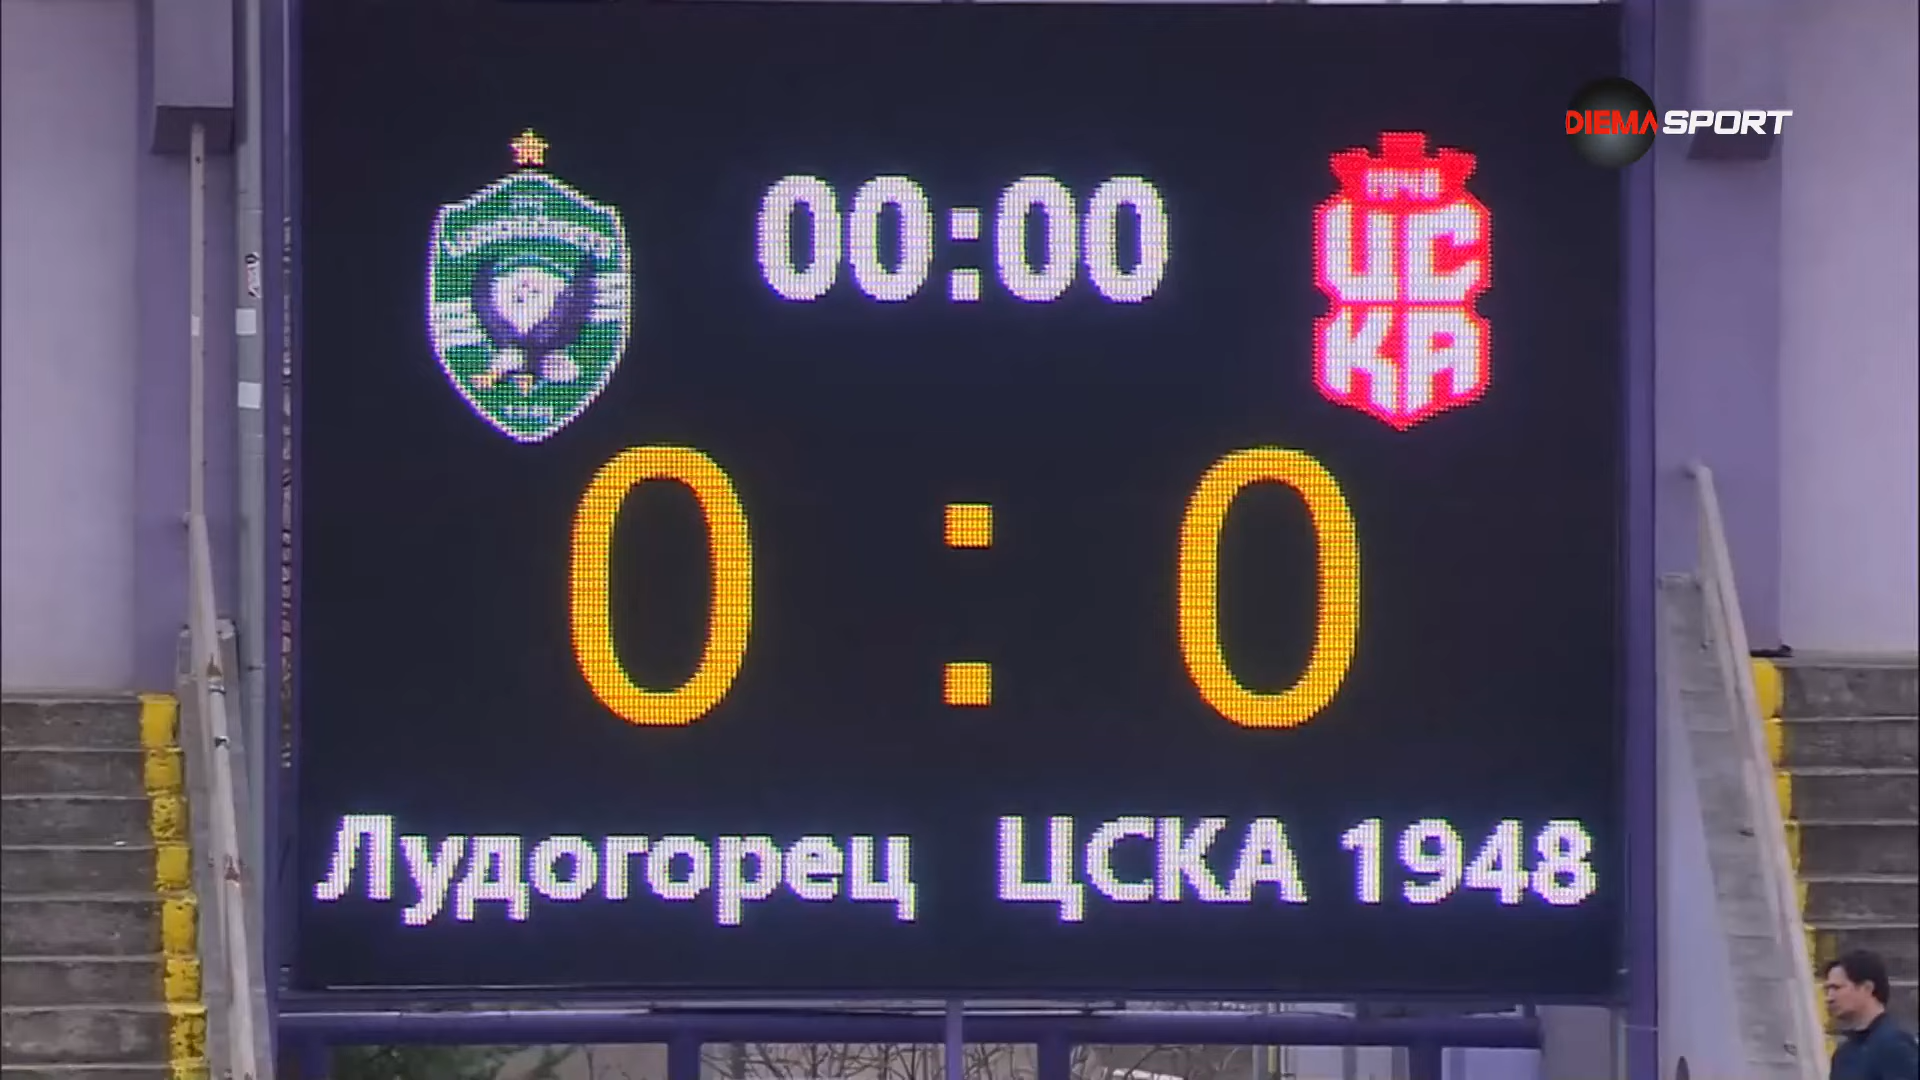 DIEMA SPORT
00:00
ЦС
КА
0 : 0
Лудогорец ЦСКА 1948